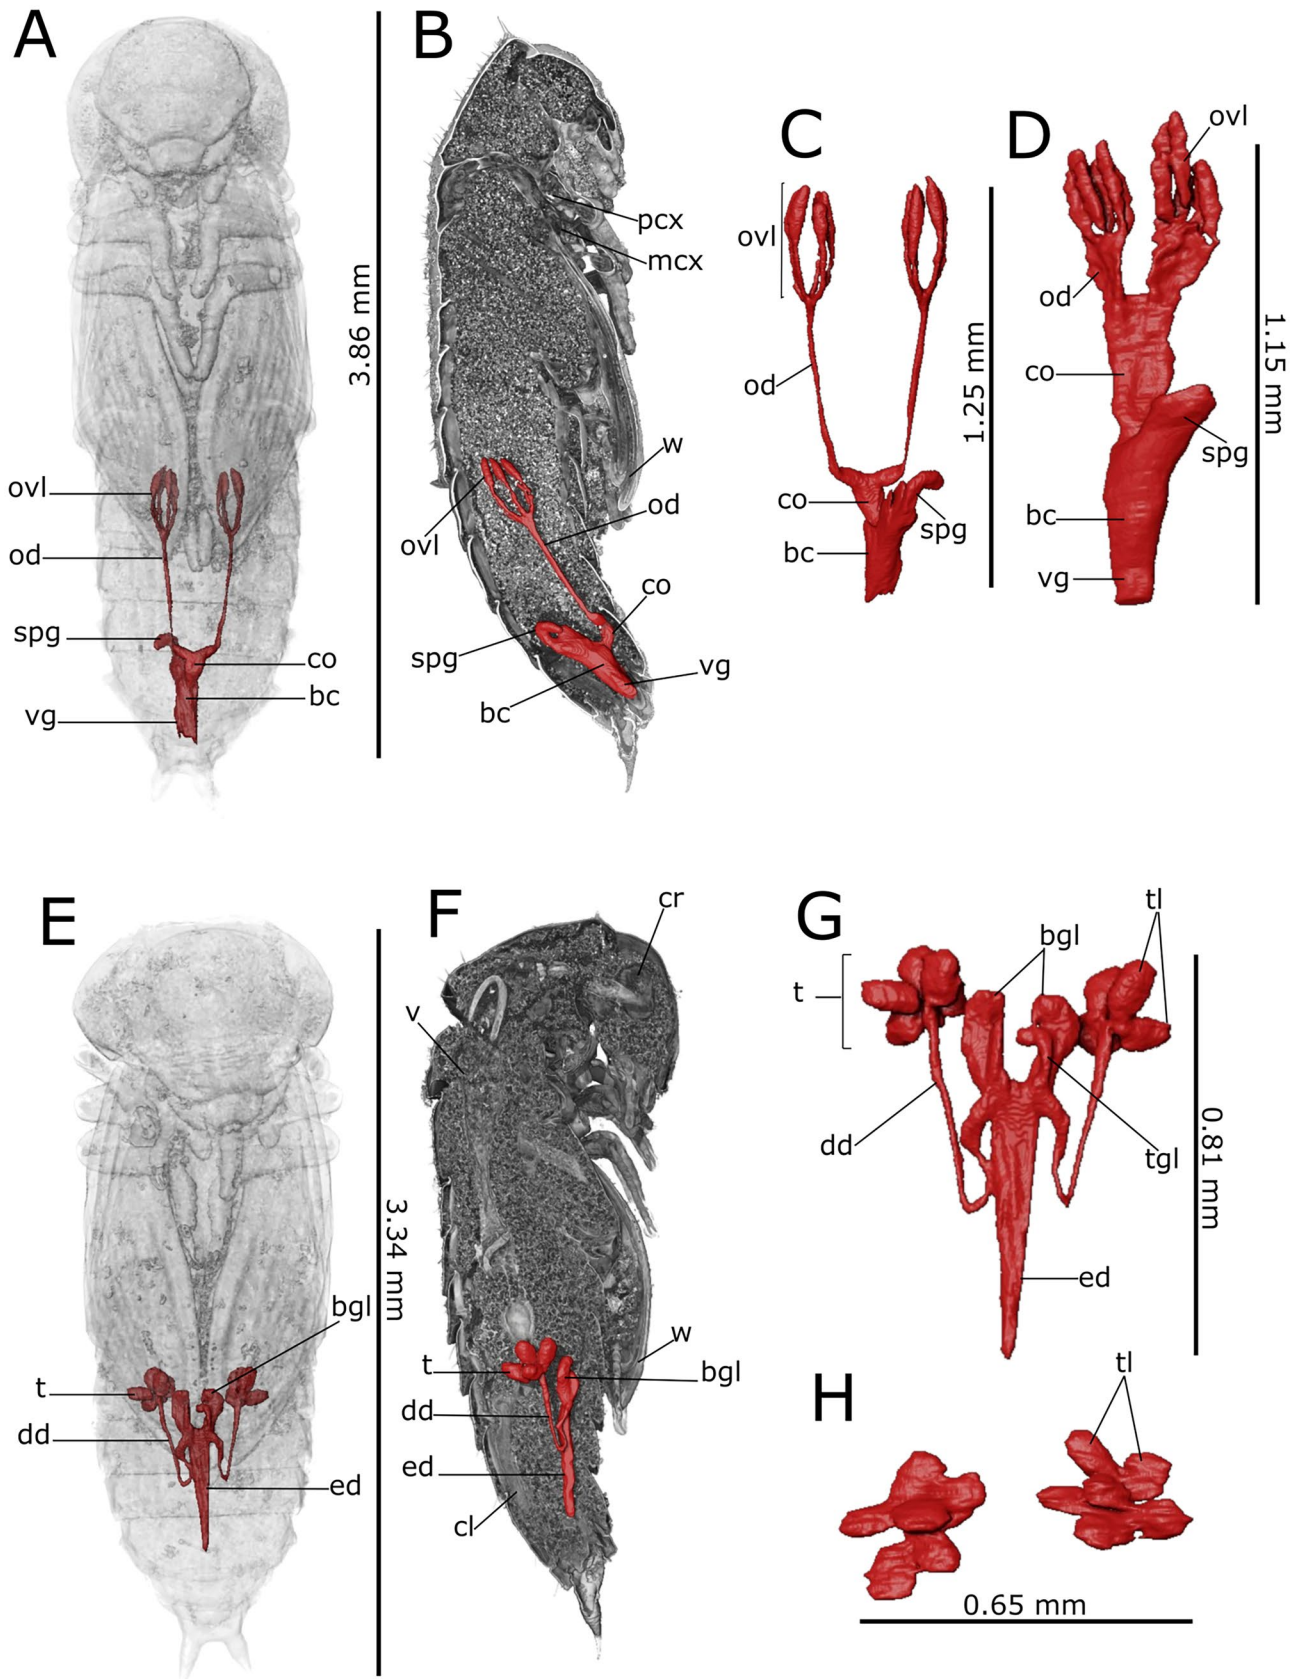 A
3.86 mm
ovl
od
spg
co
bc
vg
B
pcx
mcx
w
od
ovl
co
spg
vg
bc
C
ovl
od
1.25 mm
co
spg
bc
D
ovl
od
co
1.15 mm
spg
bc
vg
E
3.34 mm
bgl
t
dd
ed
F
cr
v
w
t
bgl
dd
ed
cl
G
tl
bgl
t
dd
tgl
0.81 mm
ed
H
tl
0.65 mm